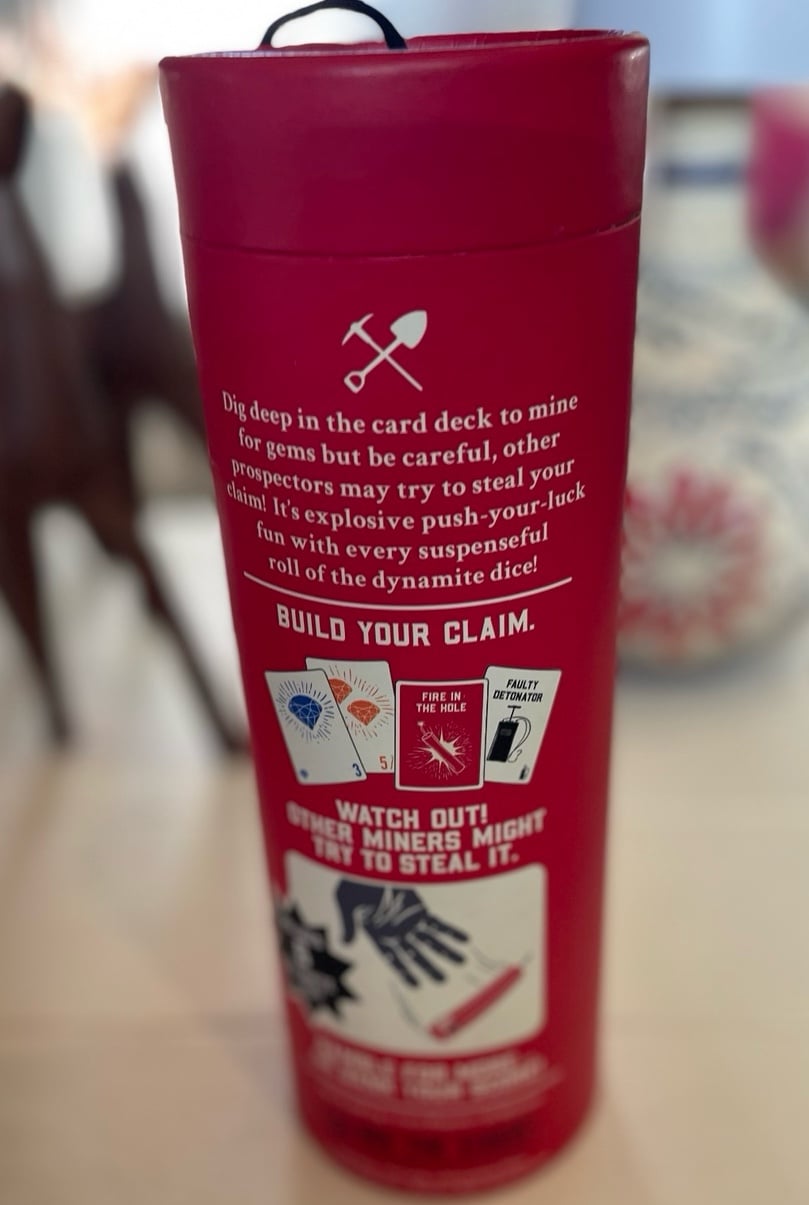 Dig deep in the card deck to mine
for gems but be careful, other
prospectors may try to steal your
claim! It's explosive push-your-luck
fun with every suspenseful
roll of the dynamite dice!
BUILD YOUR CLAIM.
3
5
FIRE IN
THE HOLE
FAULTY
DETONATOR
WATCH OUT!
OTHER MINERS MIGHT
TRY TO STEAL IT.